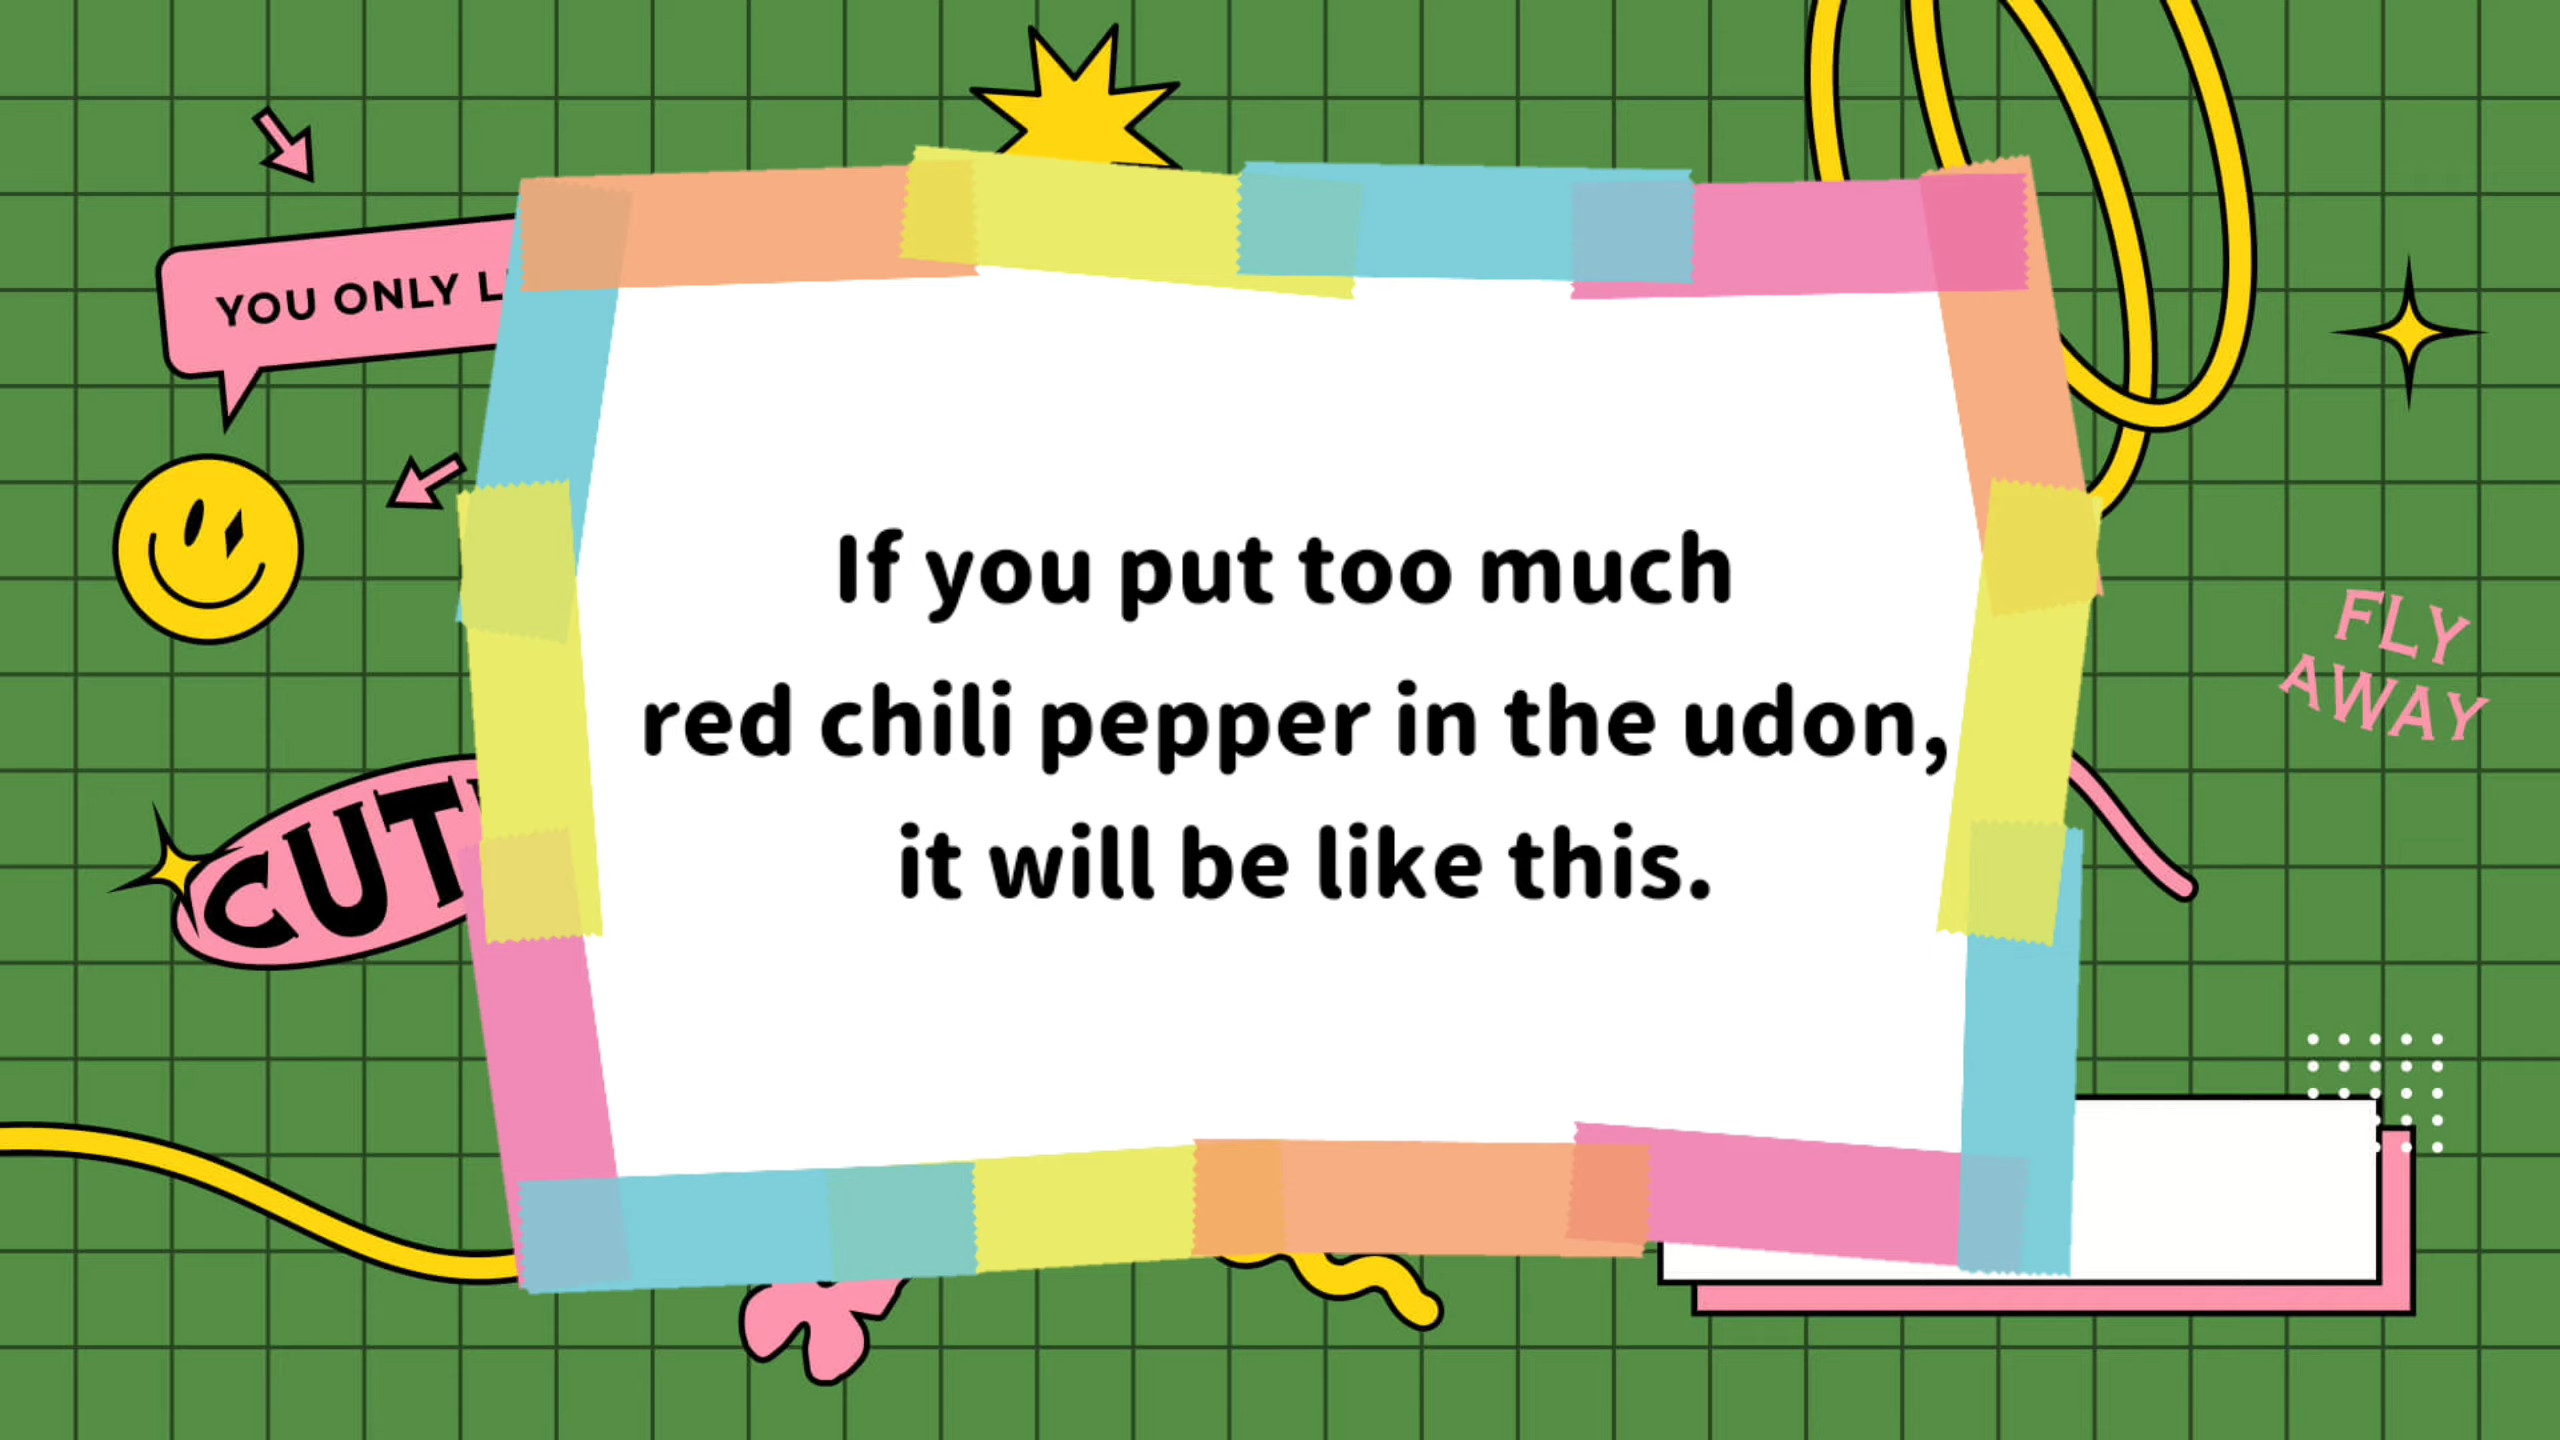 YOU ONLY L
If you put too much
red chili pepper in the udon,
it will be like this.
FLY
AWAY
CUT